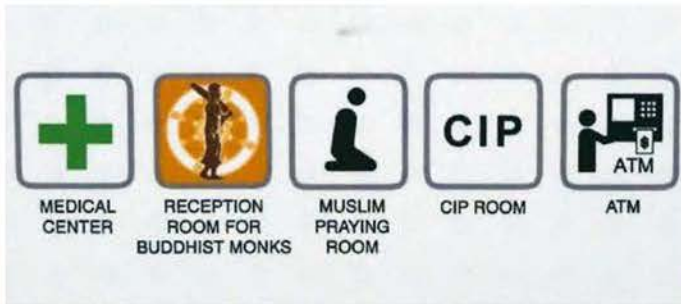 CIP
ATM
MEDICAL
CENTER
RECEPTION
ROOM FOR
BUDDHIST MONKS
MUSLIM
PRAYING
ROOM
CIP ROOM
ATM